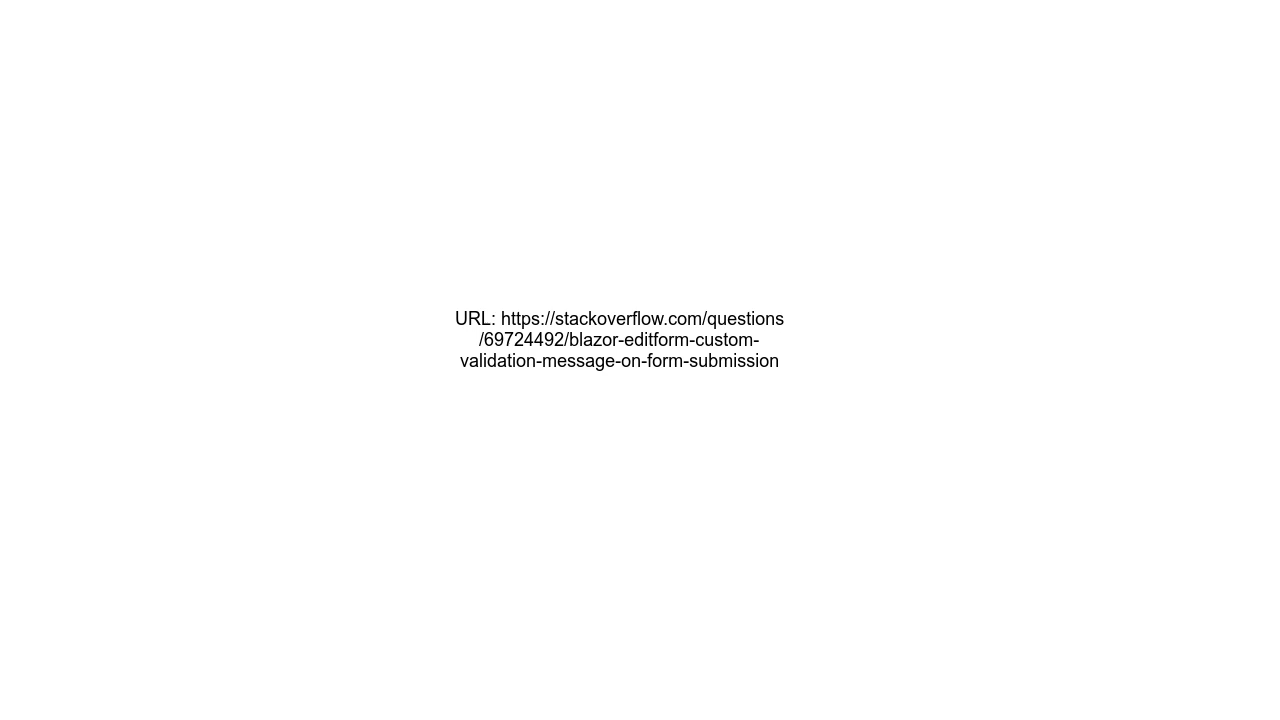 URL: https://stackoverflow.com/questions
/69724492/blazor-editform-custom-
validation-message-on-form-submission